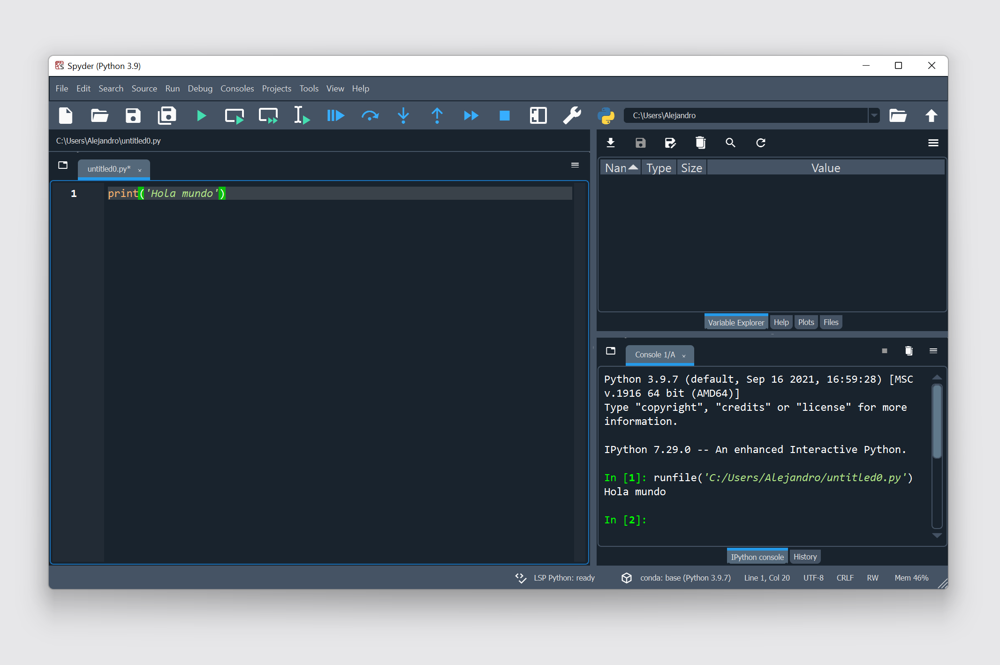 Spyder (Python 3.9)
File Edit Search Source Run Debug Consoles Projects Tools View Help
C:\Users\Alejandro
C:\Users\Alejandro\untitled0.py
untitled0.py*
1 print('Hola mundo')
Nan Type Size Value
Variable Explorer Help Plots Files
Console 1/A
Python 3.9.7 (default, Sep 16 2021, 16:59:28) [MSC
v.1916 64 bit (AMD64)]
Type "copyright", "credits" or "license" for more
information.
IPython 7.29.0 -- An enhanced Interactive Python.
In [1]: runfile('C:/Users/Alejandro/untitled0.py')
Hola mundo
In [2]:
IPython console History
LSP Python: ready conda: base (Python 3.9.7) Line 1, Col 20 UTF-8 CRLF RW Mem 46%